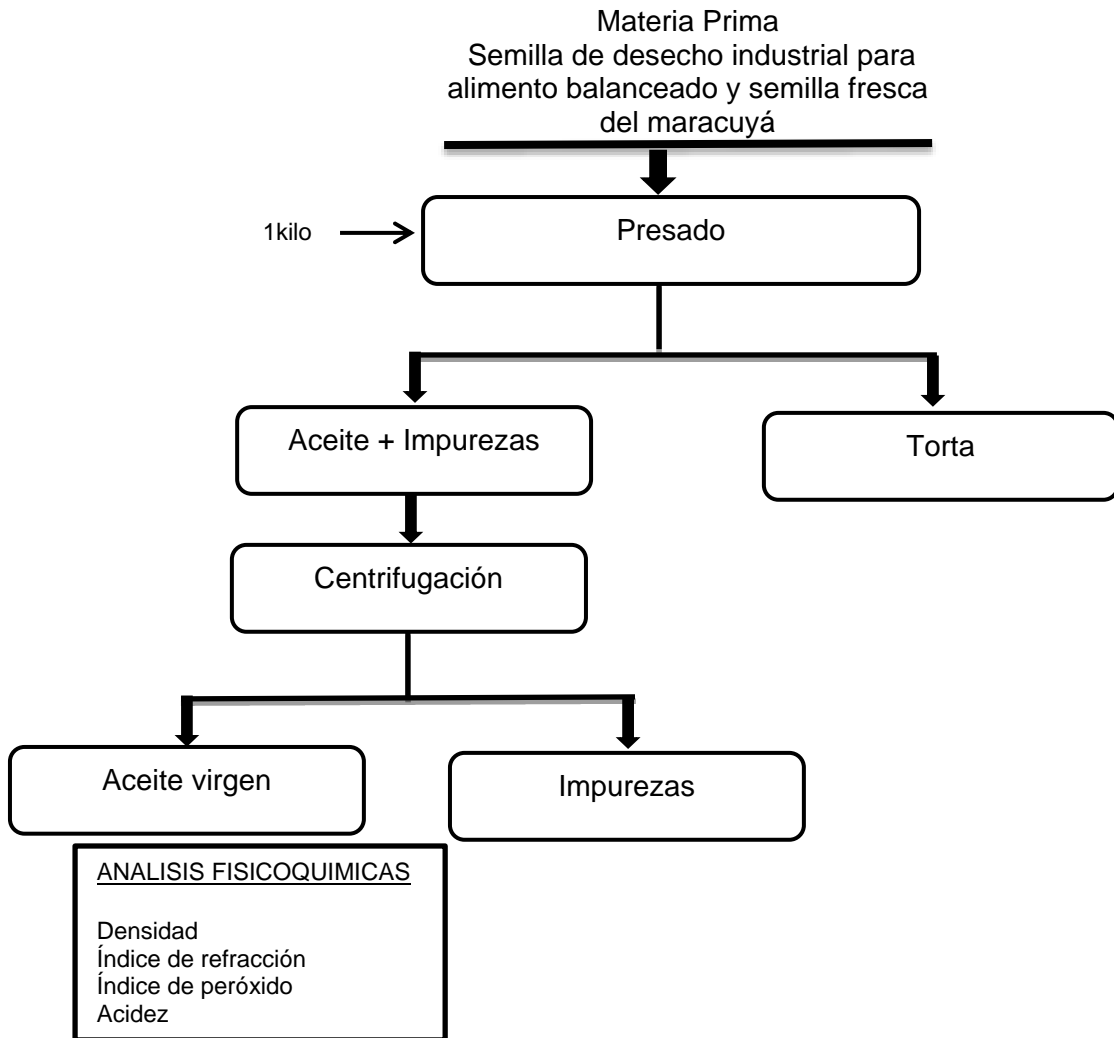 Materia Prima
Semilla de desecho industrial para
alimento balanceado y semilla fresca
del maracuyá
1kilo
Presado
Aceite + Impurezas
Torta
Centrifugación
Aceite virgen
Impurezas
ANALISIS FISICOQUIMICAS
Densidad
Índice de refracción
Índice de peróxido
Acidez